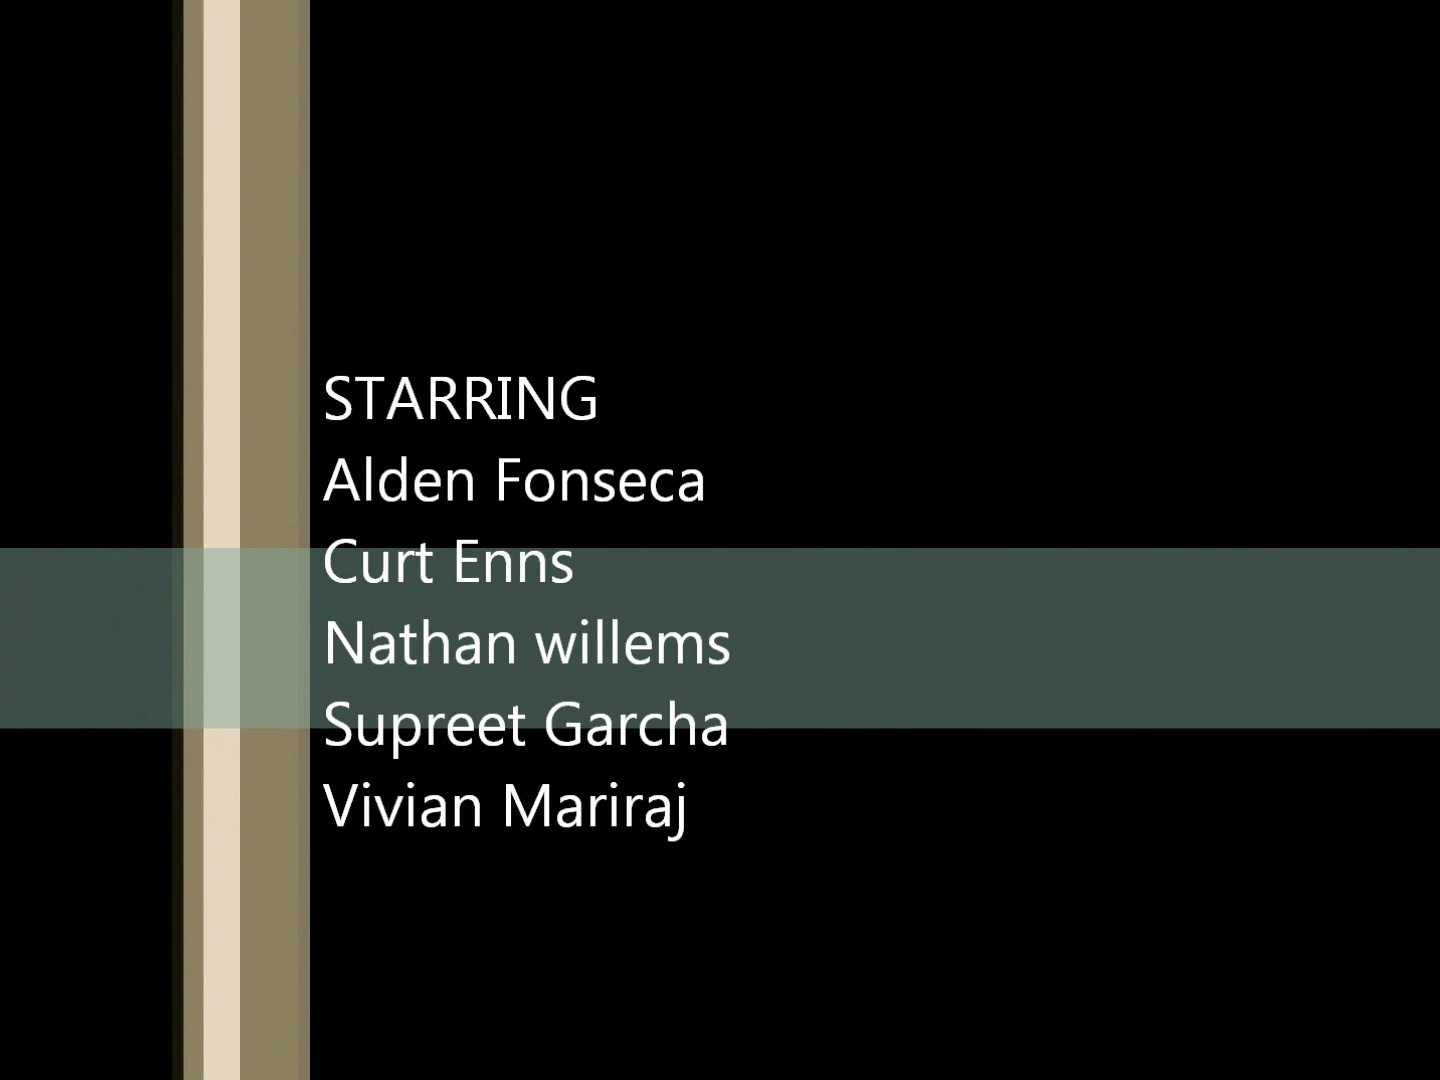 STARRING
Alden Fonseca
Curt Enns
Nathan willems
Supreet Garcha
Vivian Mariraj